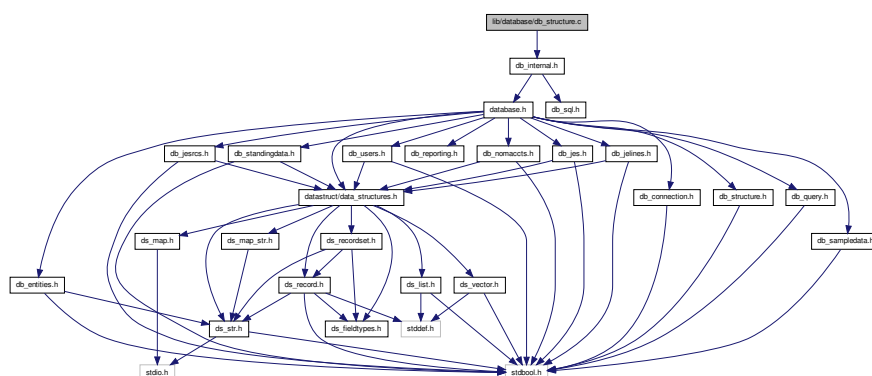 lib/database/db_structure.c
db_internal.h
database.h
db_sql.h
db_jesrcs.h
db_standingdata.h
db_users.h
db_reporting.h
db_nomaccts.h
db_jes.h
db_jelines.h
datastruct/data_structures.h
db_connection.h
db_structure.h
db_query.h
ds_map.h
ds_map_str.h
ds_recordset.h
db_sampledata.h
db_entities.h
ds_record.h
ds_list.h
ds_vector.h
ds_str.h
ds_fieldtypes.h
stddef.h
stdio.h
stdbool.h